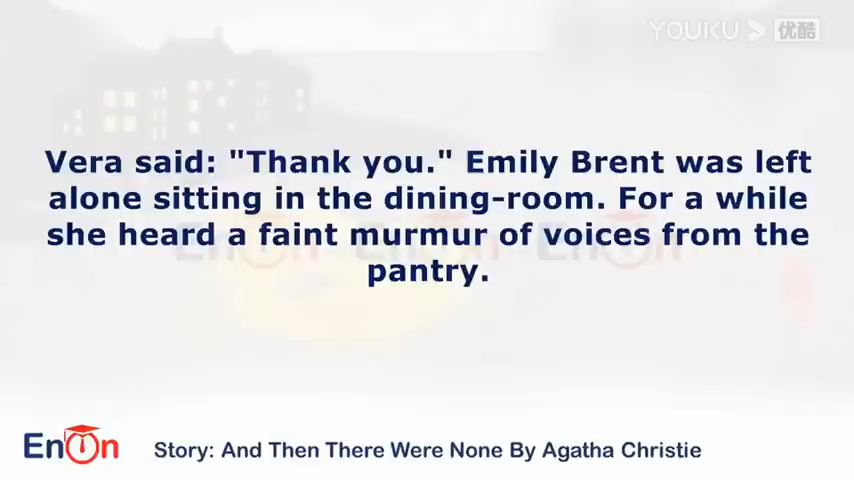 YOUKU 优酷
Vera said: "Thank you." Emily Brent was left
alone sitting in the dining-room. For a while
she heard a faint murmur of voices from the
pantry.
EnOn
Story: And Then There Were None By Agatha Christie